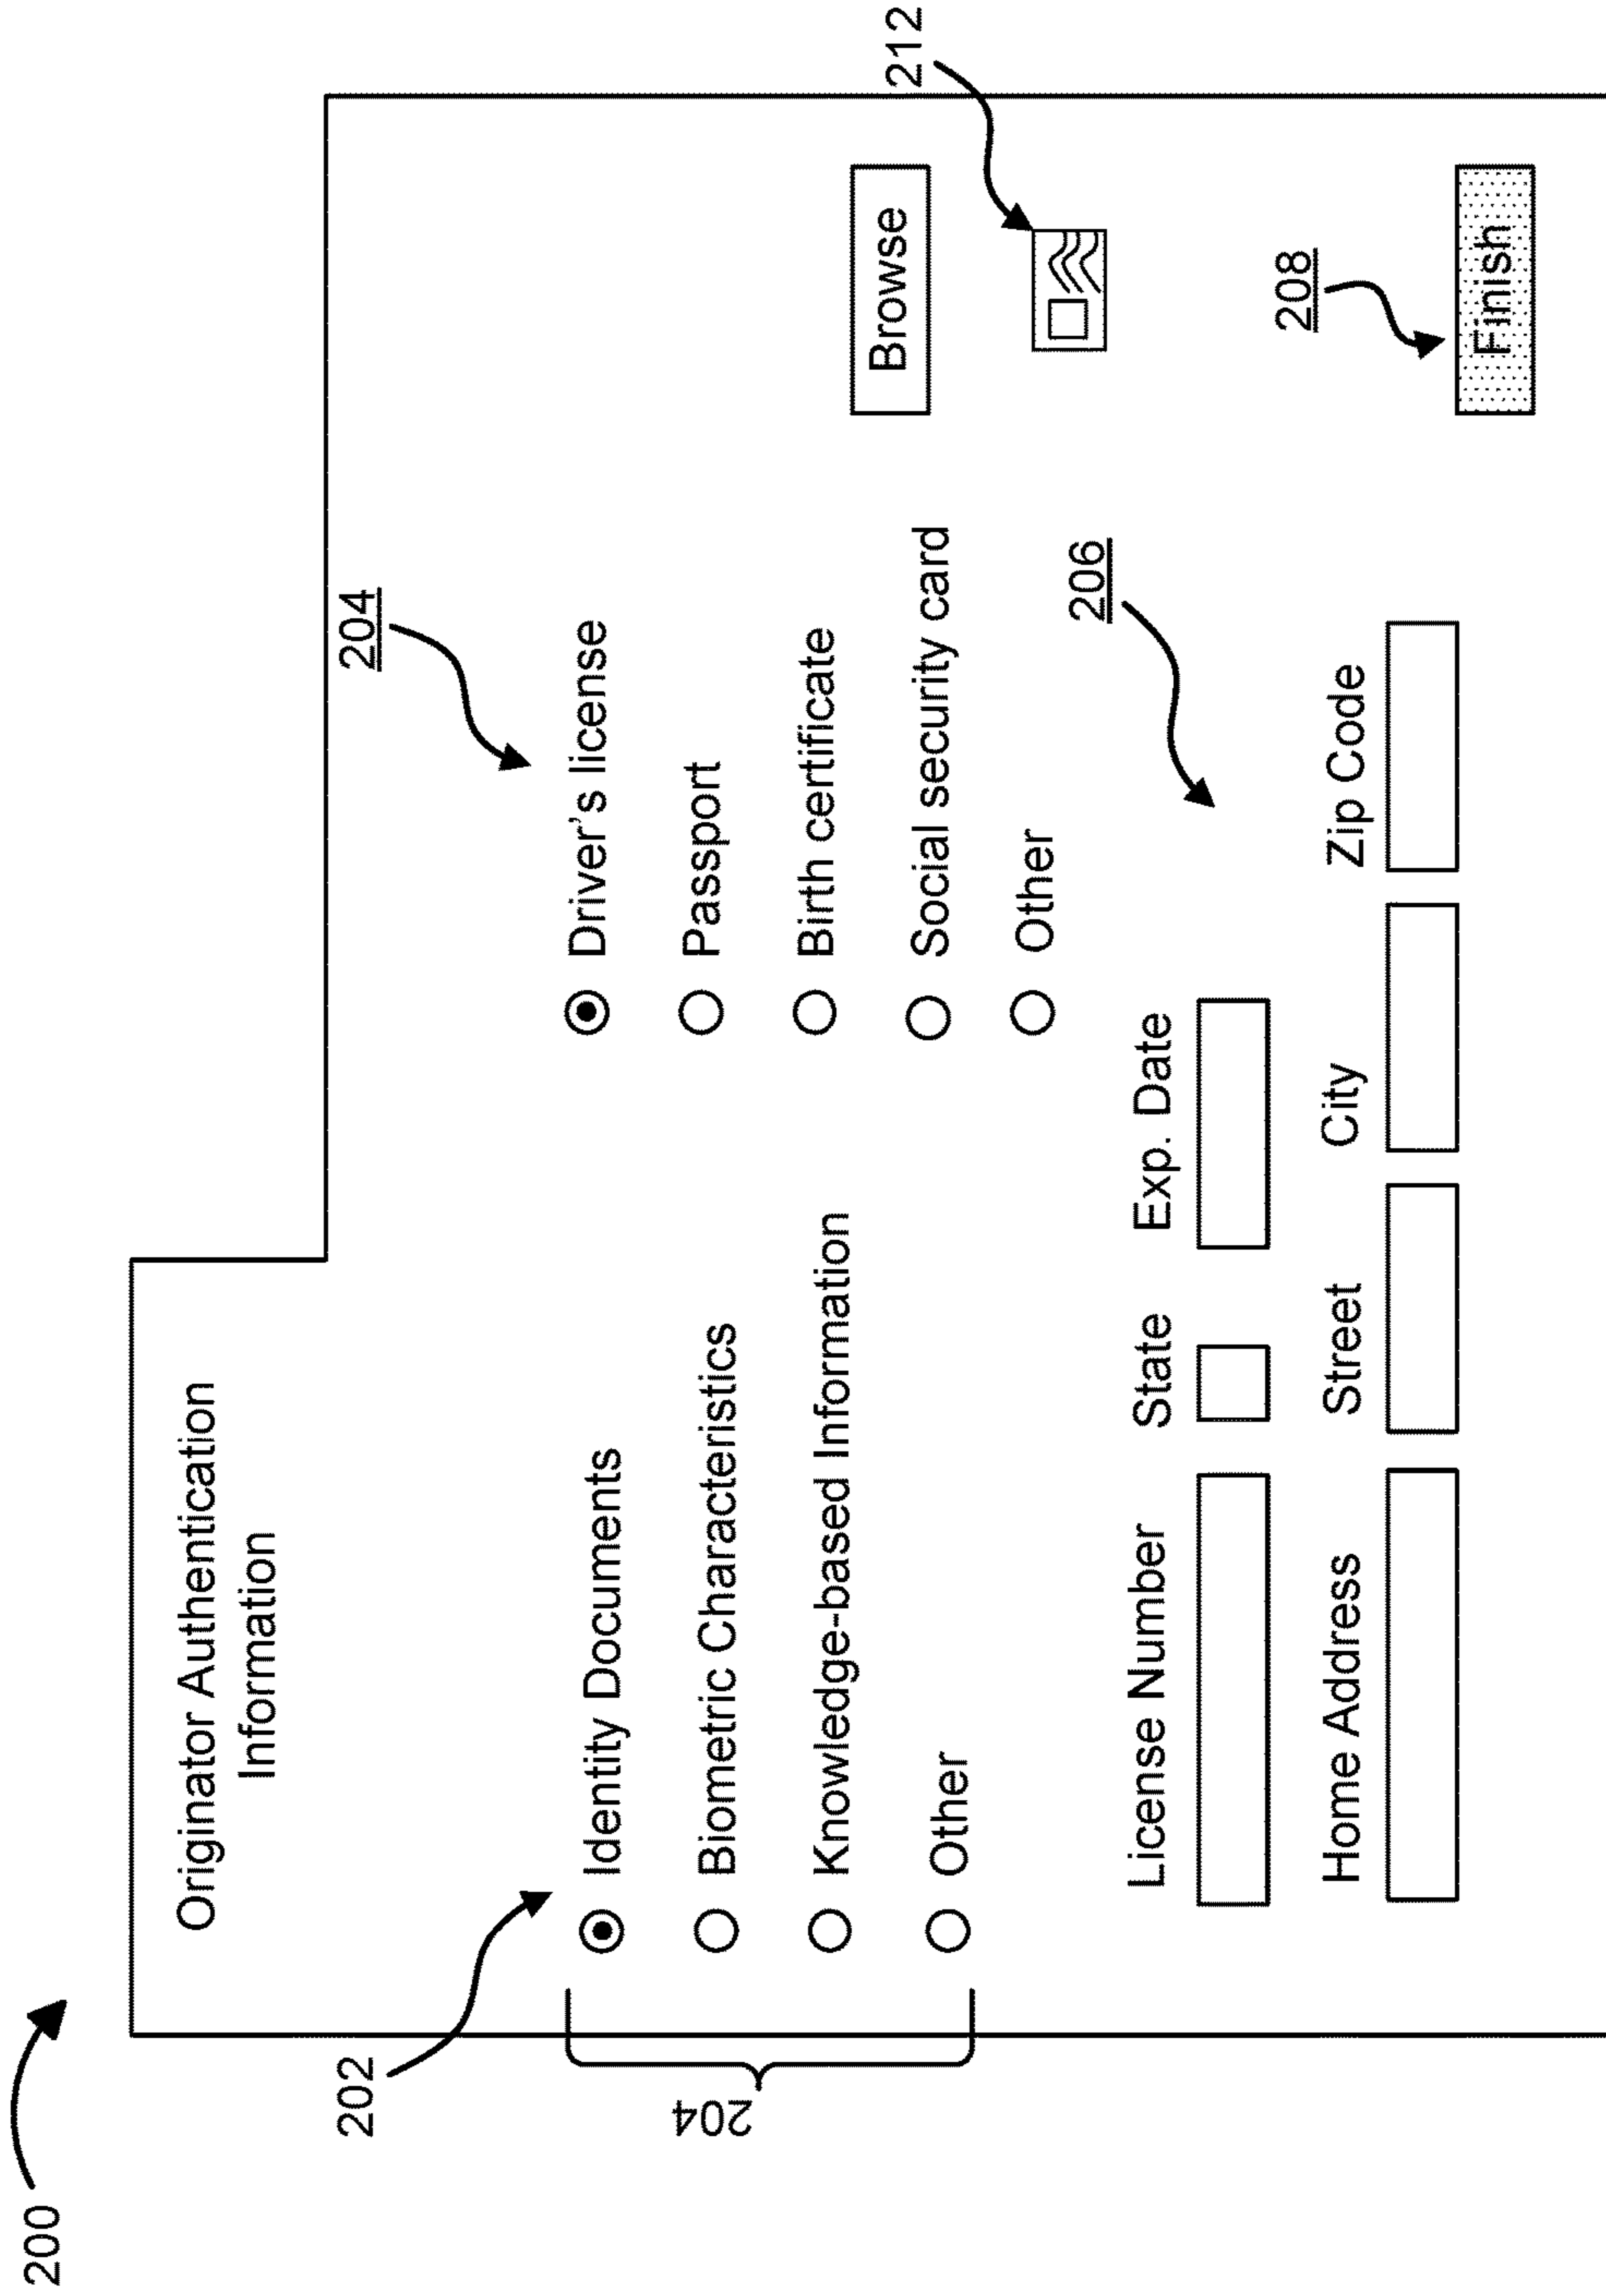 200
Originator Authentication
Information
202
204
204
Identity Documents
Biometric Characteristics
Knowledge-based Information
Other
Driver's license
Passport
Birth certificate
Social security card
Other
Browse
212
206
208
License Number
State
Exp. Date
Home Address
Street
City
Zip Code
Finish